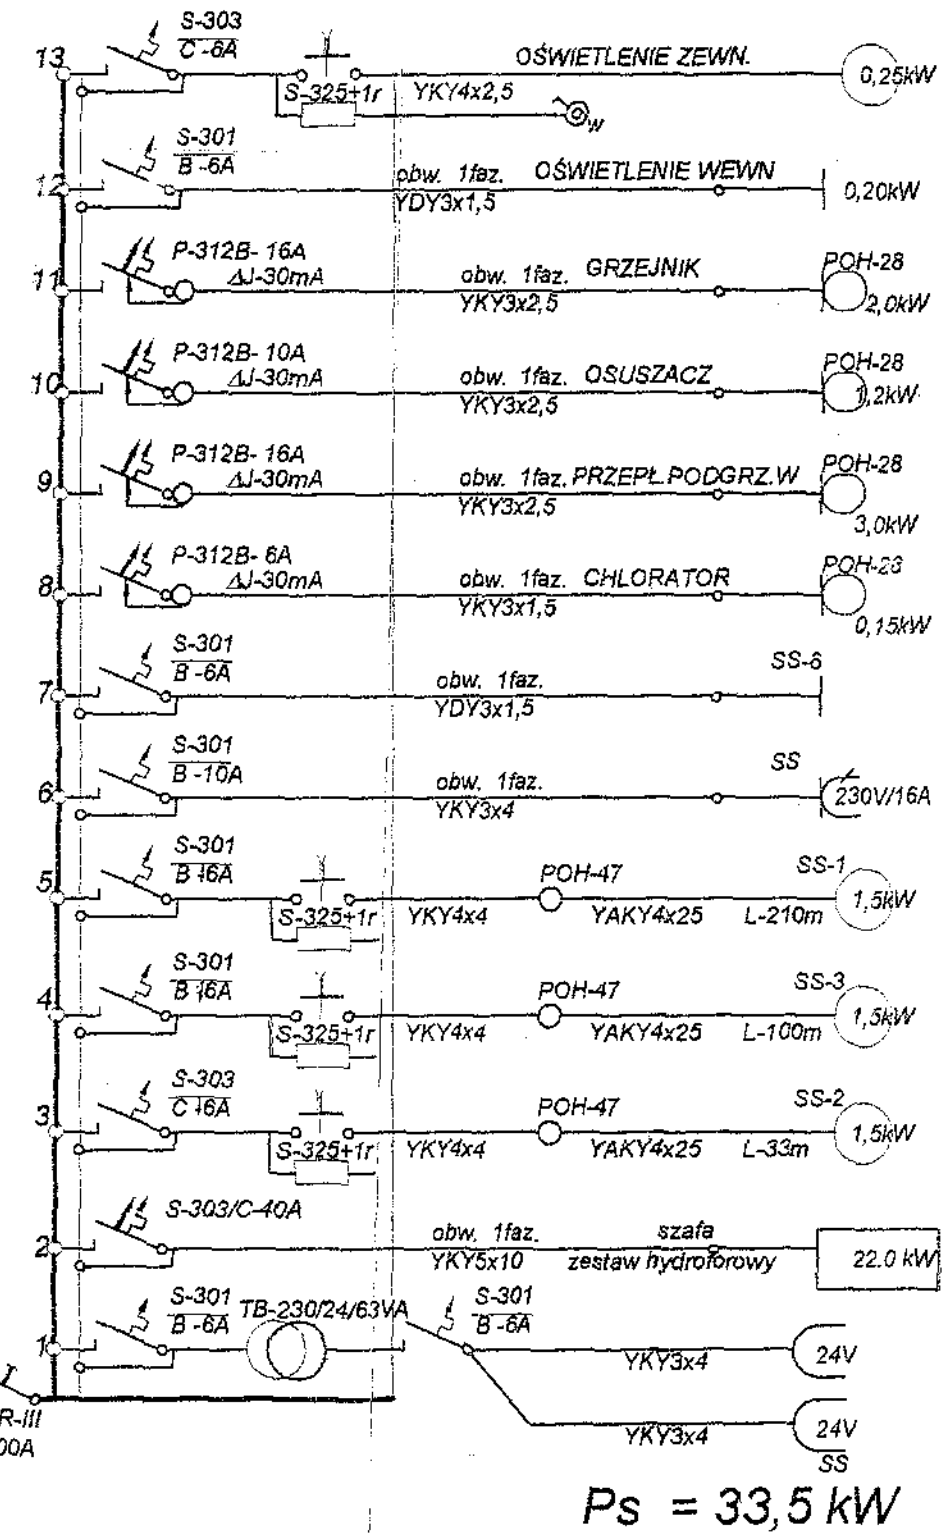 S-303
C -6A
13
OŚWIETLENIE ZEWN.
0,25kW
S-325+1r
YKY4x2,5
W
S-301
B -6A
12
obw. 1faz.
OŚWIETLENIE WEWN
YDY3x1,5
0,20kW
P-312B- 16A
ΔJ-30mA
11
obw. 1faz.
GRZEJNIK
YKY3x2,5
POH-28
2,0kW
P-312B- 10A
ΔJ-30mA
10
obw. 1faz.
OSUSZACZ
YKY3x2,5
POH-28
1,2kW
P-312B- 16A
ΔJ-30mA
9
obw. 1faz.
PRZEPŁ.PODGRZ.W
YKY3x2,5
POH-28
3,0kW
P-312B- 6A
ΔJ-30mA
8
obw. 1faz.
CHLORATOR
YKY3x1,5
POH-28
0,15kW
S-301
B -6A
7
obw. 1faz.
YDY3x1,5
SS-6
S-301
B -10A
6
obw. 1faz.
YKY3x4
SS
230V/16A
S-301
B 16A
5
S-325+1r
YKY4x4
POH-47
YAKY4x25
L-210m
SS-1
1,5kW
S-301
B 16A
4
S-325+1r
YKY4x4
POH-47
YAKY4x25
L-100m
SS-3
1,5kW
S-303
C 16A
3
S-325+1r
YKY4x4
POH-47
YAKY4x25
L-33m
SS-2
1,5kW
S-303/C-40A
2
obw. 1faz.
YKY5x10
szafa
zestaw hydroforowy
22.0 kW
S-301
B -6A
TB-230/24/63VA
S-301
B -6A
1
YKY3x4
24V
R-III
00A
YKY3x4
24V
SS
Ps = 33,5 kW